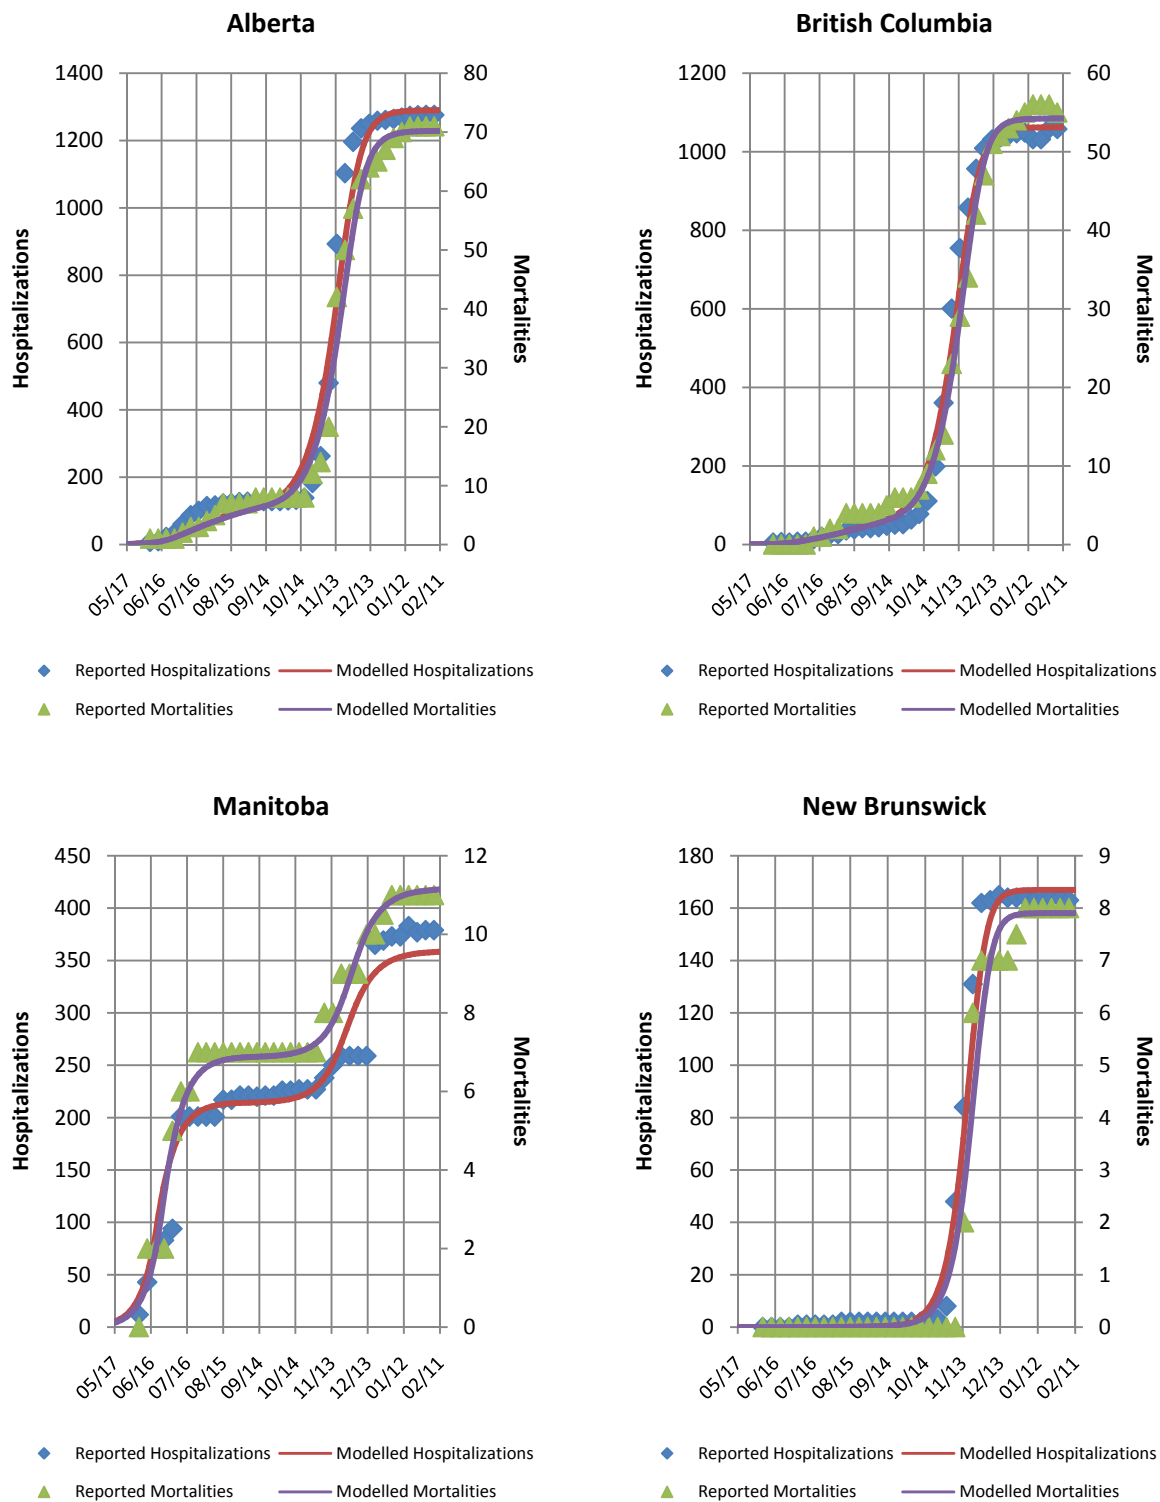 Alberta
1400
1200
1000
800
600
400
200
0
80
70
60
50
40
30
20
10
0
Hospitalizations
Mortalities
05/17 06/16 07/16 08/15 09/14 10/14 11/13 12/13 01/12 02/11
Reported Hospitalizations Modelled Hospitalizations
Reported Mortalities Modelled Mortalities
British Columbia
1200
1000
800
600
400
200
0
60
50
40
30
20
10
0
Hospitalizations
Mortalities
05/17 06/16 07/16 08/15 09/14 10/14 11/13 12/13 01/12 02/11
Reported Hospitalizations Modelled Hospitalizations
Reported Mortalities Modelled Mortalities
Manitoba
450
400
350
300
250
200
150
100
50
0
12
10
8
6
4
2
0
Hospitalizations
Mortalities
05/17 06/16 07/16 08/15 09/14 10/14 11/13 12/13 01/12 02/11
Reported Hospitalizations Modelled Hospitalizations
Reported Mortalities Modelled Mortalities
New Brunswick
180
160
140
120
100
80
60
40
20
0
9
8
7
6
5
4
3
2
1
0
Hospitalizations
Mortalities
05/17 06/16 07/16 08/15 09/14 10/14 11/13 12/13 01/12 02/11
Reported Hospitalizations Modelled Hospitalizations
Reported Mortalities Modelled Mortalities